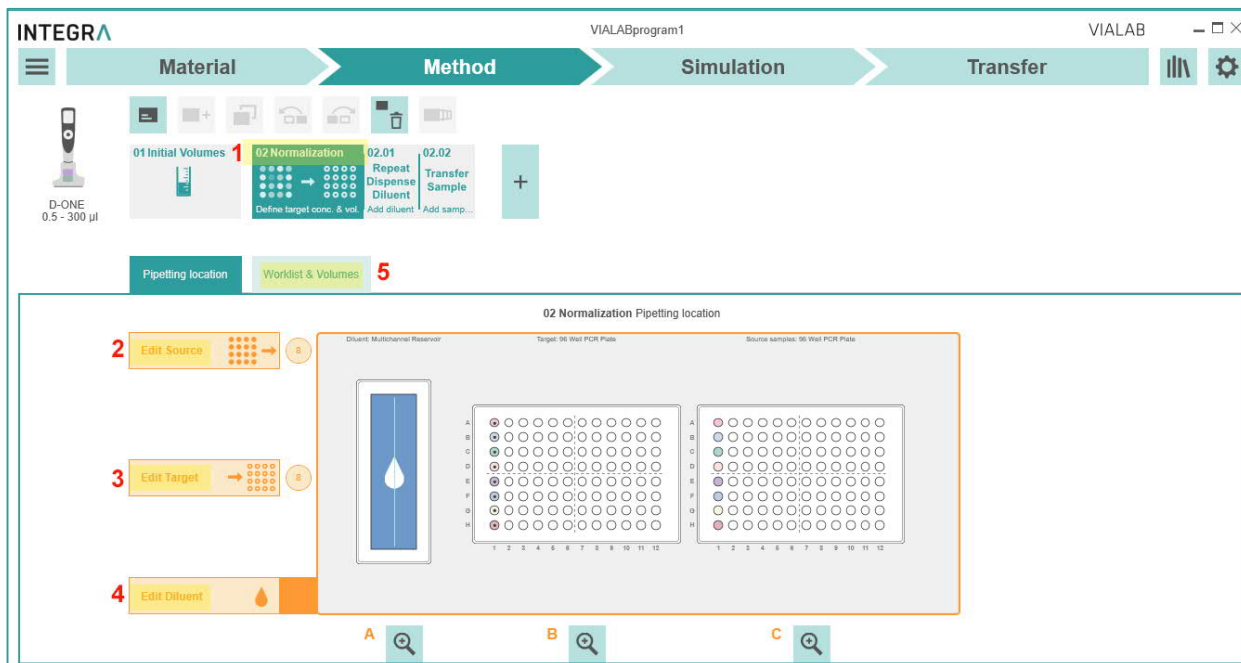 INTEGRA
VIALABprogram1
VIALAB
Material
Method
Simulation
Transfer
D-ONE
0.5 - 300 µl
01 Initial Volumes
1
02 Normalization
Define target conc. & vol.
02.01
Repeat
Dispense
Diluent
Add diluent
02.02
Transfer
Sample
Add samp...
+
Pipetting location
Worklist & Volumes
5
02 Normalization Pipetting location
2
Edit Source
8
3
Edit Target
8
4
Edit Diluent
Diluent: Multichannel Reservoir
Target: 96 Well PCR Plate
Source samples: 96 Well PCR Plate
A
B
C
D
E
F
G
H
1 2 3 4 5 6 7 8 9 10 11 12
A
B
C
D
E
F
G
H
1 2 3 4 5 6 7 8 9 10 11 12
A
B
C